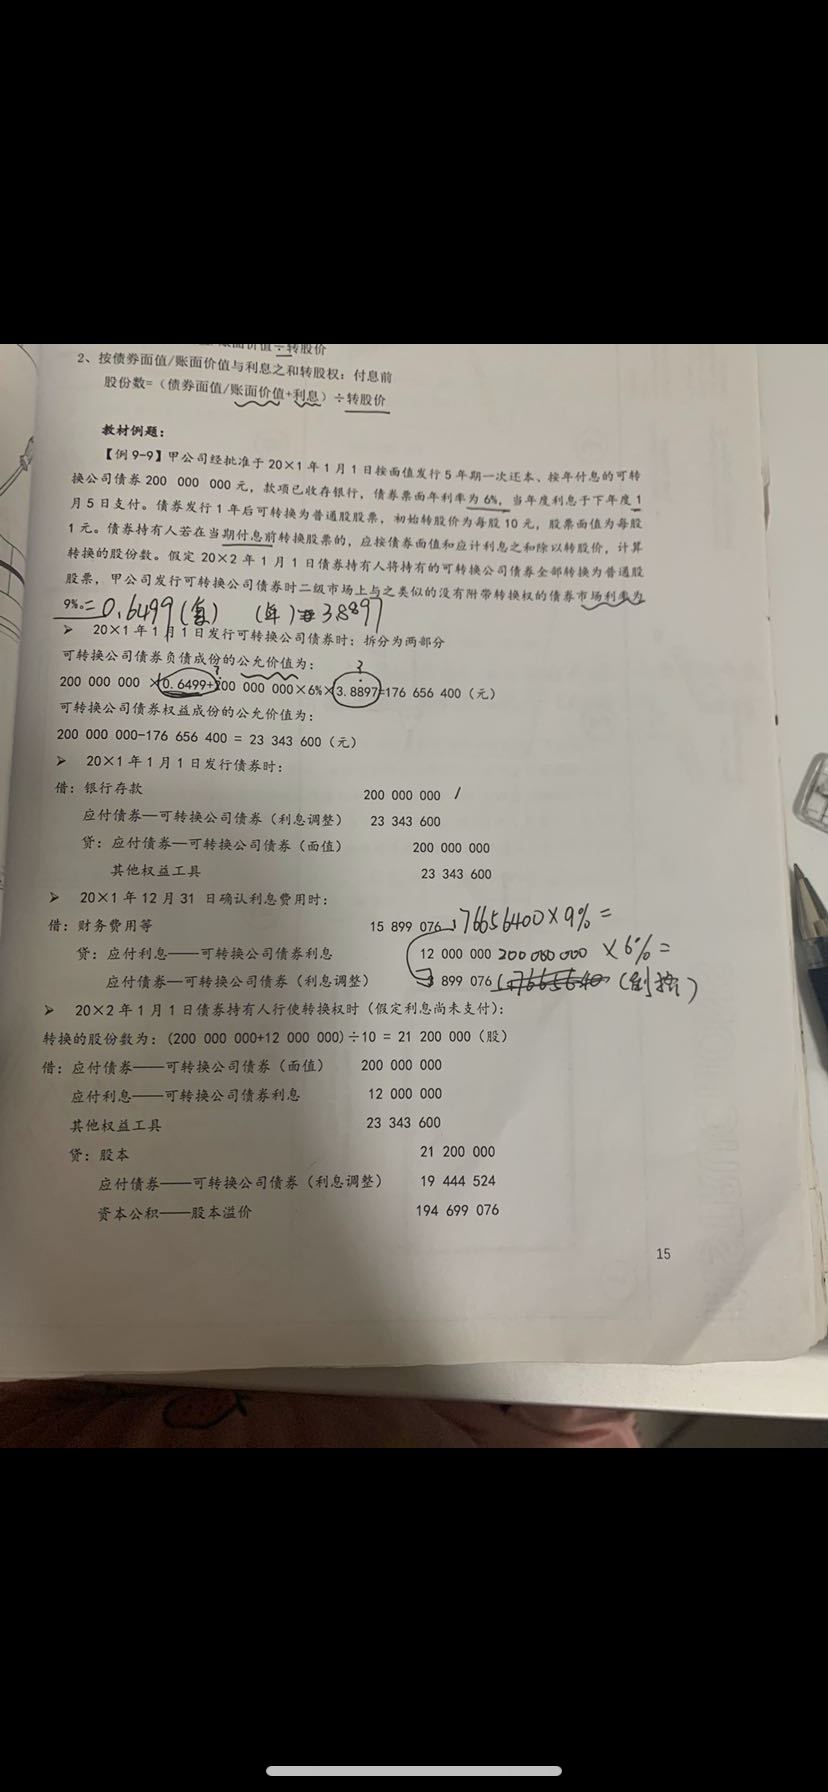 账面价值÷转股价
2、按债券面值/账面价值与利息之和转股权：付息前
股份数=（债券面值/账面价值+利息）÷转股价
教材例题：
【例 9-9】甲公司经批准于 20×1 年 1 月 1 日按面值发行 5 年期一次还本、按年付息的可转
换公司债券 200 000 000 元，款项已收存银行，债券票面年利率为 6%，当年度利息于下年度 1
月 5 日支付。债券发行 1 年后可转换为普通股股票，初始转股价为每股 10 元，股票面值为每股
1 元。债券持有人若在当期付息前转换股票的，应按债券面值和应计利息之和除以转股价，计算
转换的股份数。假定 20×2 年 1 月 1 日债券持有人将持有的可转换公司债券全部转换为普通股
股票，甲公司发行可转换公司债券时二级市场上与之类似的没有附带转换权的债券市场利率为
9%。=0.6499(复) (年) 3.8897
➢ 20×1 年 1 月 1 日发行可转换公司债券时：拆分为两部分
可转换公司债券负债成份的公允价值为：
200 000 000 ×0.6499+200 000 000×6%×3.8897=176 656 400（元）
可转换公司债券权益成份的公允价值为：
200 000 000-176 656 400 = 23 343 600（元）
➢ 20×1 年 1 月 1 日发行债券时：
借：银行存款 200 000 000
应付债券—可转换公司债券（利息调整） 23 343 600
贷：应付债券—可转换公司债券（面值） 200 000 000
其他权益工具 23 343 600
➢ 20×1 年 12 月 31 日确认利息费用时：
借：财务费用等 15 899 076 176656400×9%=
贷：应付利息——可转换公司债券利息 12 000 000 200 000 000 ×6%=
应付债券——可转换公司债券（利息调整） 3 899 076 (倒挤)
➢ 20×2 年 1 月 1 日债券持有人行使转换权时（假定利息尚未支付）：
转换的股份数为：(200 000 000+12 000 000)÷10 = 21 200 000（股）
借：应付债券——可转换公司债券（面值） 200 000 000
应付利息——可转换公司债券利息 12 000 000
其他权益工具 23 343 600
贷：股本 21 200 000
应付债券——可转换公司债券（利息调整） 19 444 524
资本公积——股本溢价 194 699 076
15